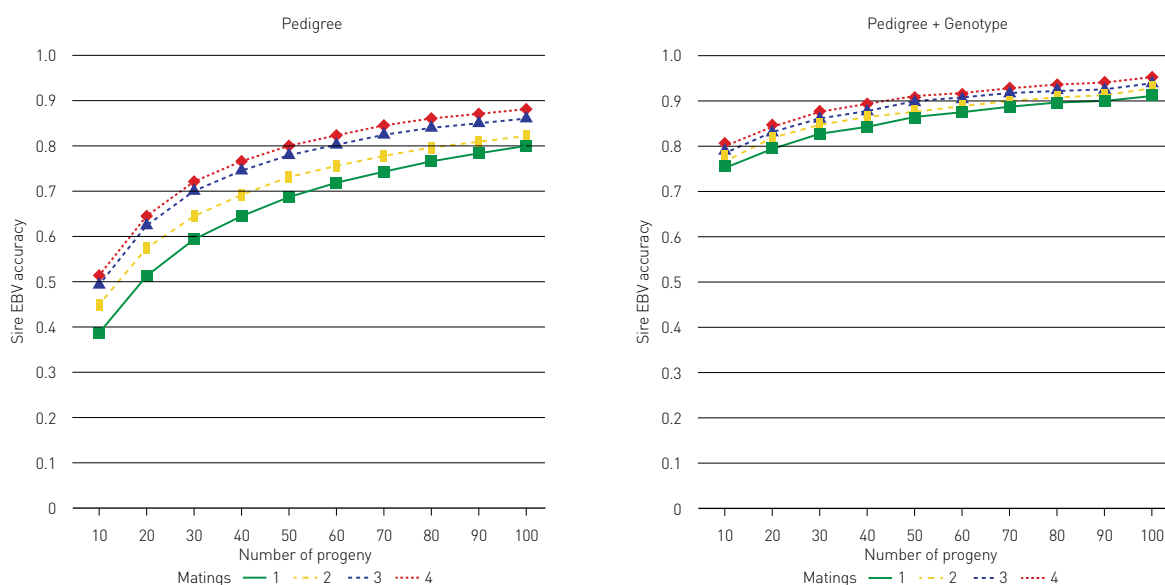 Pedigree
Sire EBV accuracy
1.0
0.9
0.8
0.7
0.6
0.5
0.4
0.3
0.2
0.1
0
10 20 30 40 50 60 70 80 90 100
Number of progeny
Matings 1 2 3 4
Pedigree + Genotype
Sire EBV accuracy
1.0
0.9
0.8
0.7
0.6
0.5
0.4
0.3
0.2
0.1
0
10 20 30 40 50 60 70 80 90 100
Number of progeny
Matings 1 2 3 4